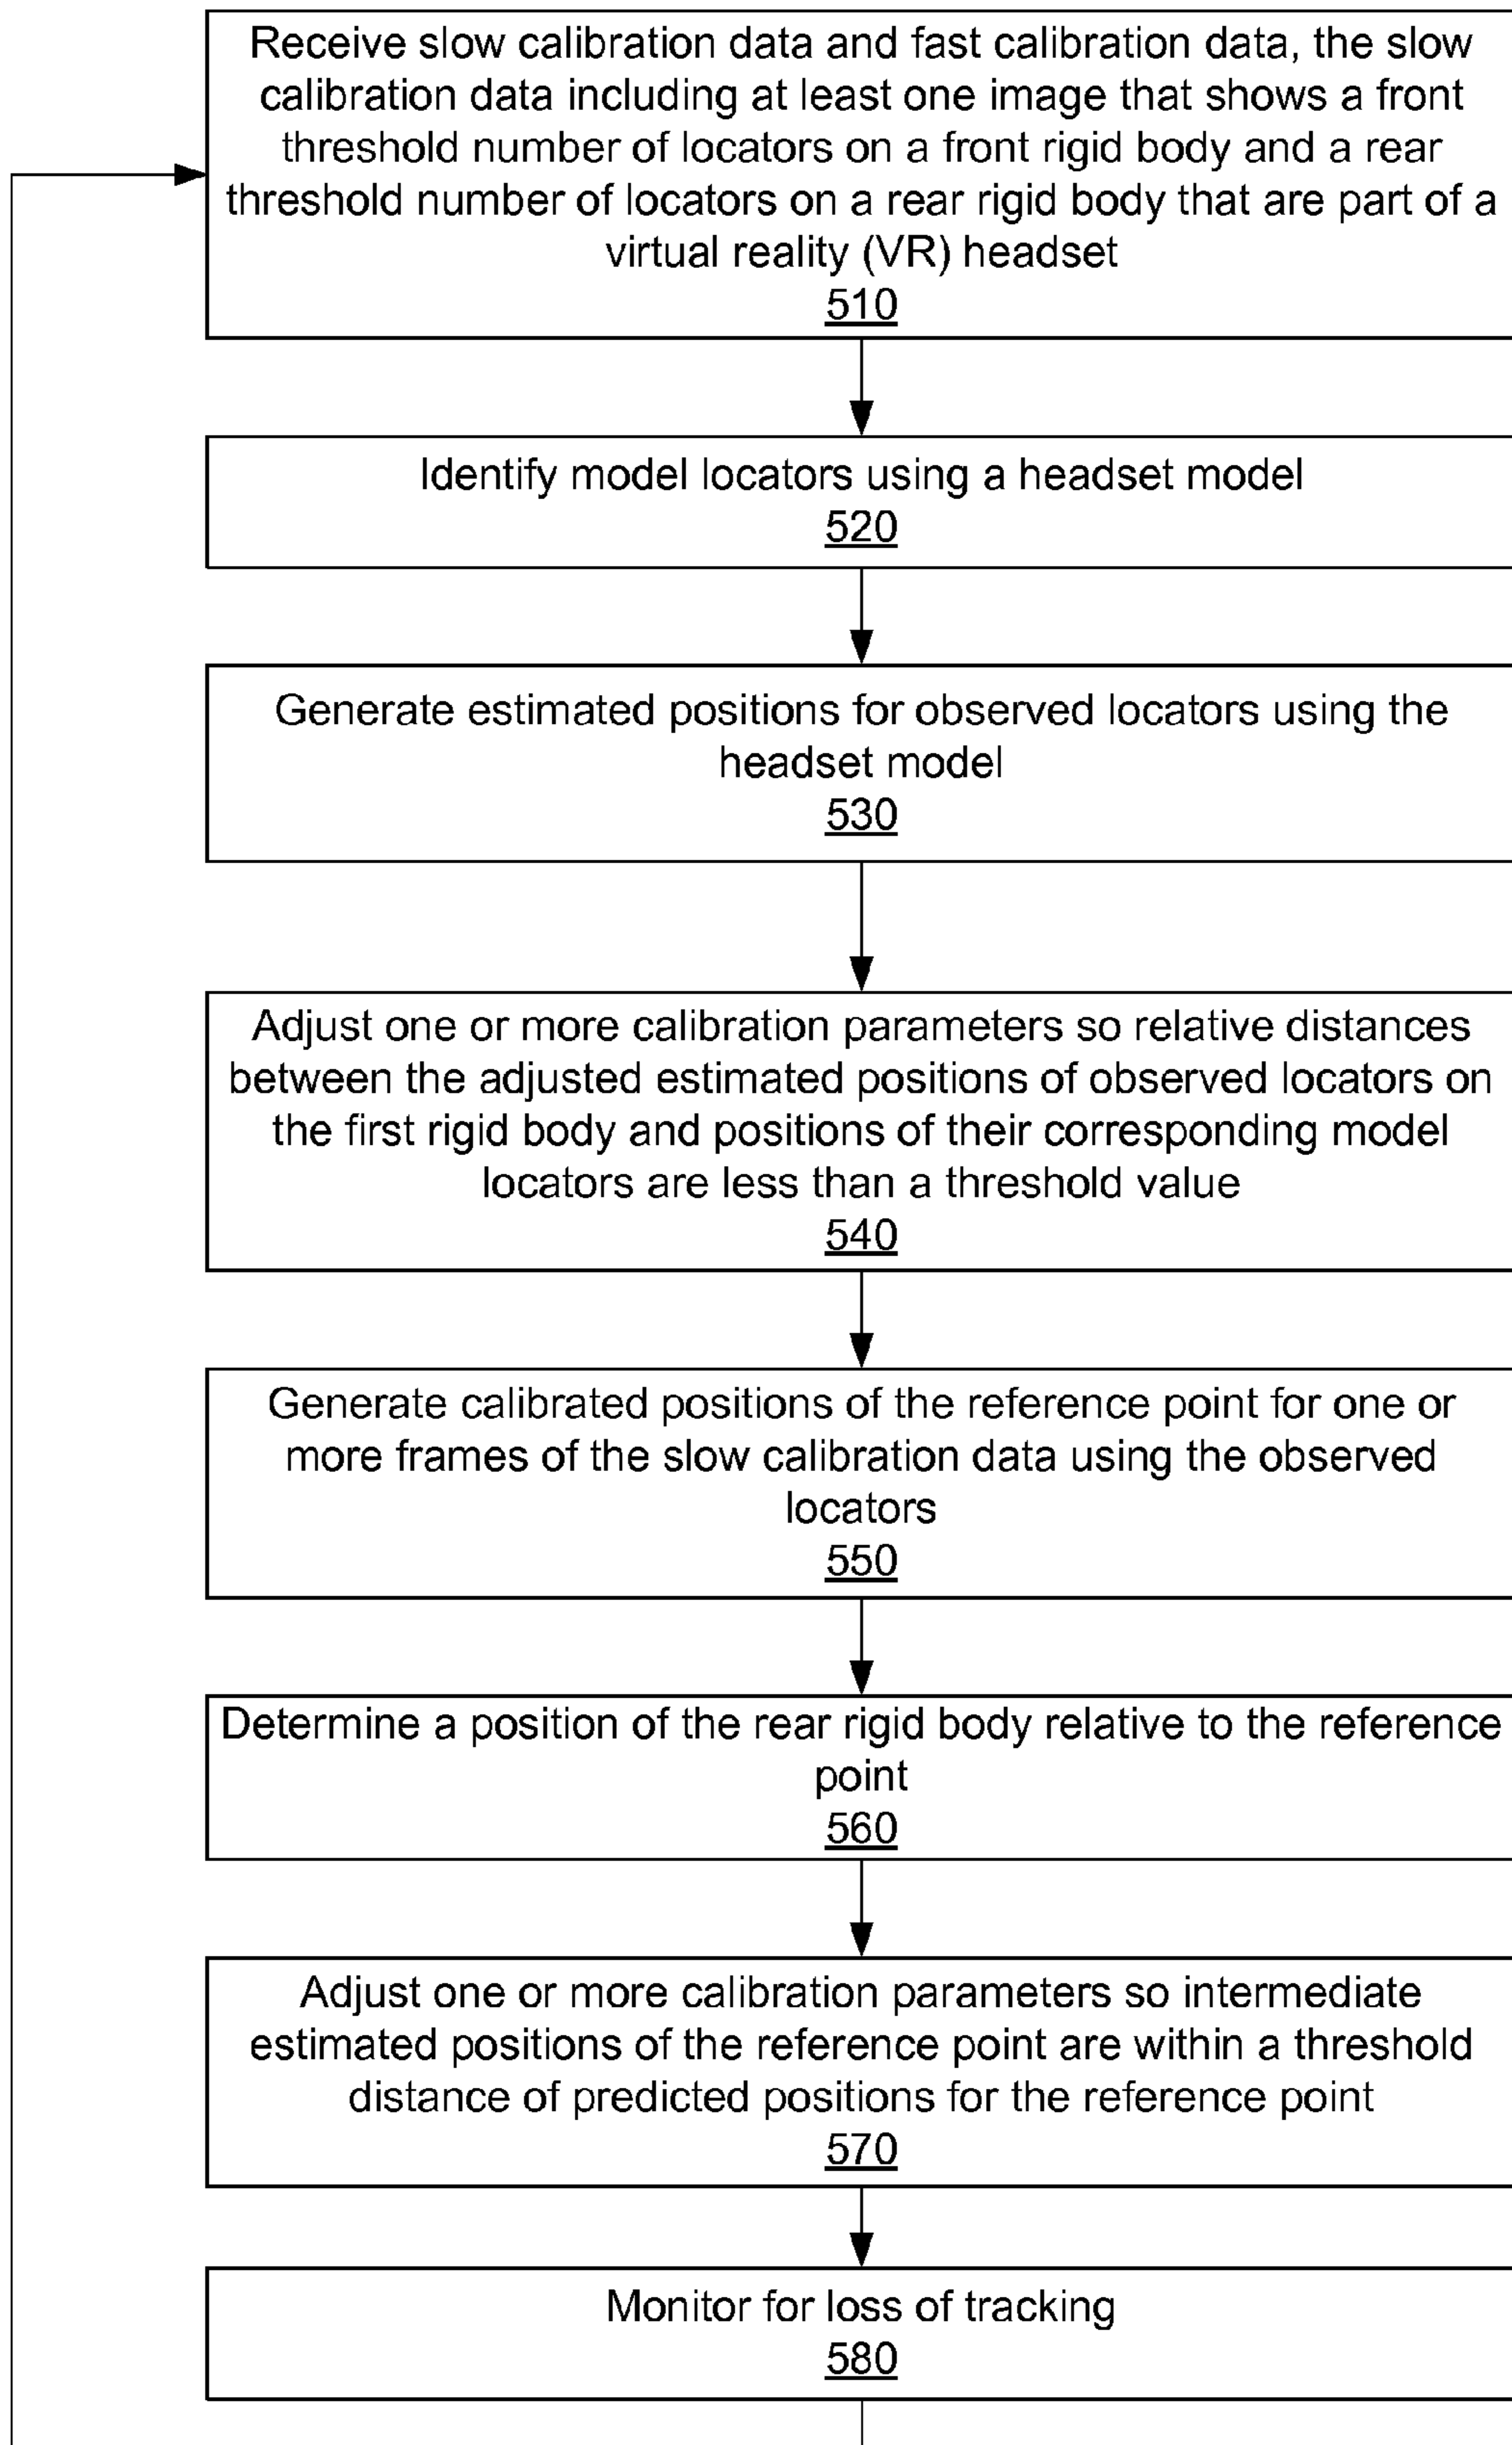 Receive slow calibration data and fast calibration data, the slow
calibration data including at least one image that shows a front
threshold number of locators on a front rigid body and a rear
threshold number of locators on a rear rigid body that are part of a
virtual reality (VR) headset
510
Identify model locators using a headset model
520
Generate estimated positions for observed locators using the
headset model
530
Adjust one or more calibration parameters so relative distances
between the adjusted estimated positions of observed locators on
the first rigid body and positions of their corresponding model
locators are less than a threshold value
540
Generate calibrated positions of the reference point for one or
more frames of the slow calibration data using the observed
locators
550
Determine a position of the rear rigid body relative to the reference
point
560
Adjust one or more calibration parameters so intermediate
estimated positions of the reference point are within a threshold
distance of predicted positions for the reference point
570
Monitor for loss of tracking
580